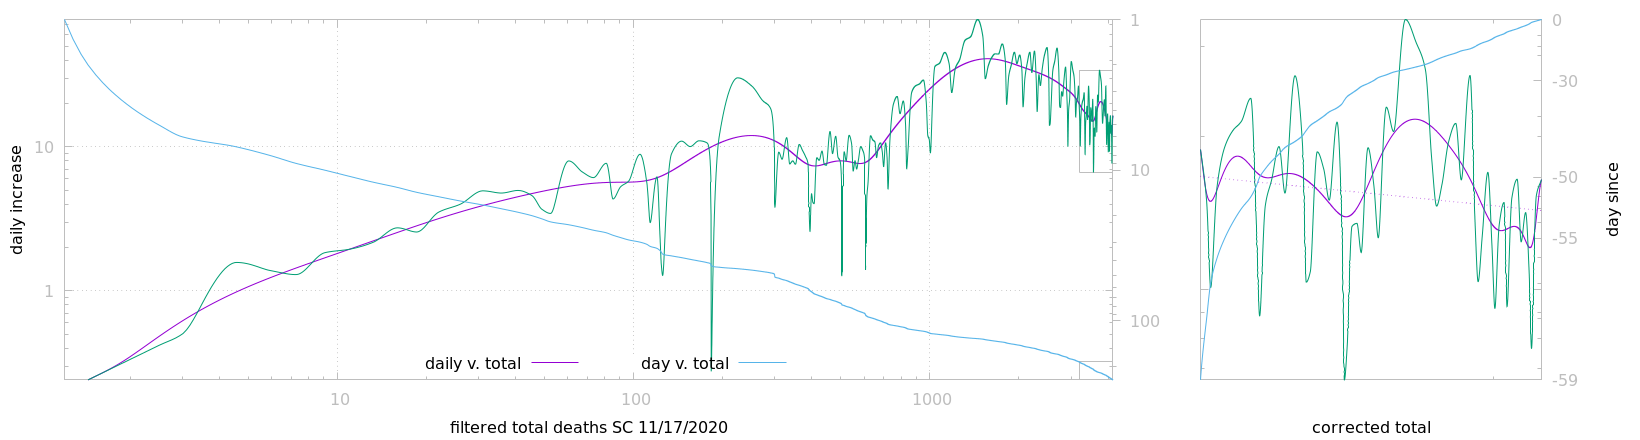 daily increase
10
1
daily v. total
day v. total
10
100
1000
1
10
100
filtered total deaths SC 11/17/2020
0
-30
-50
-55
-59
day since
corrected total